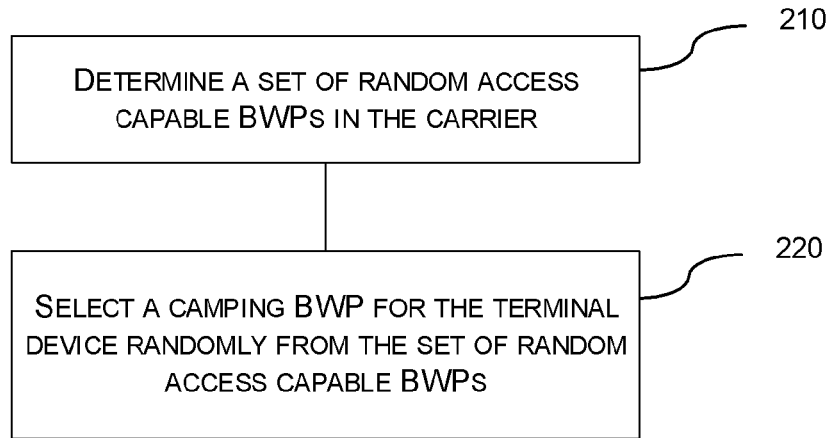 210
DETERMINE A SET OF RANDOM ACCESS
CAPABLE BWPS IN THE CARRIER
220
SELECT A CAMPING BWP FOR THE TERMINAL
DEVICE RANDOMLY FROM THE SET OF RANDOM
ACCESS CAPABLE BWPS